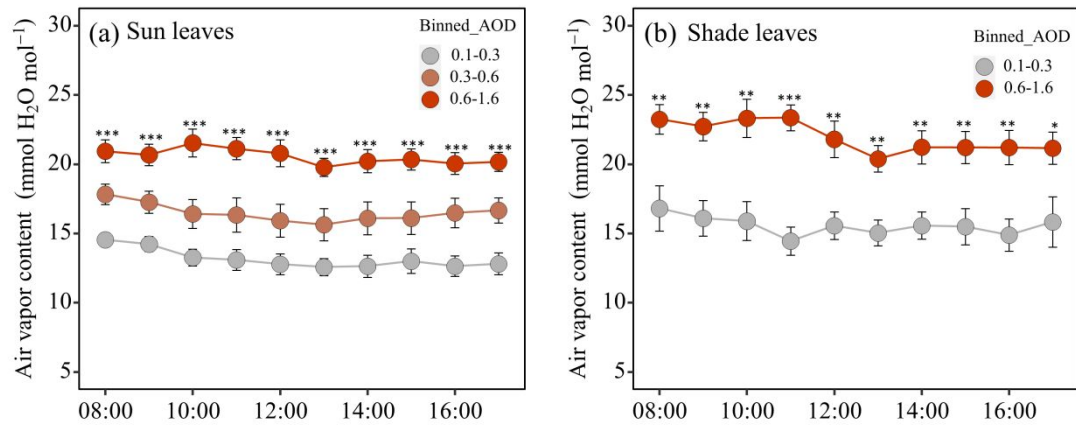 (a) Sun leaves
Binned_AOD
0.1-0.3
0.3-0.6
0.6-1.6
Air vapor content (mmol H₂O mol⁻¹)
30
25
20
15
10
5
*** *** *** *** *** *** *** *** *** ***
08:00 10:00 12:00 14:00 16:00
(b) Shade leaves
Binned_AOD
0.1-0.3
0.6-1.6
Air vapor content (mmol H₂O mol⁻¹)
30
25
20
15
10
5
** ** ** *** ** ** ** ** ** *
08:00 10:00 12:00 14:00 16:00